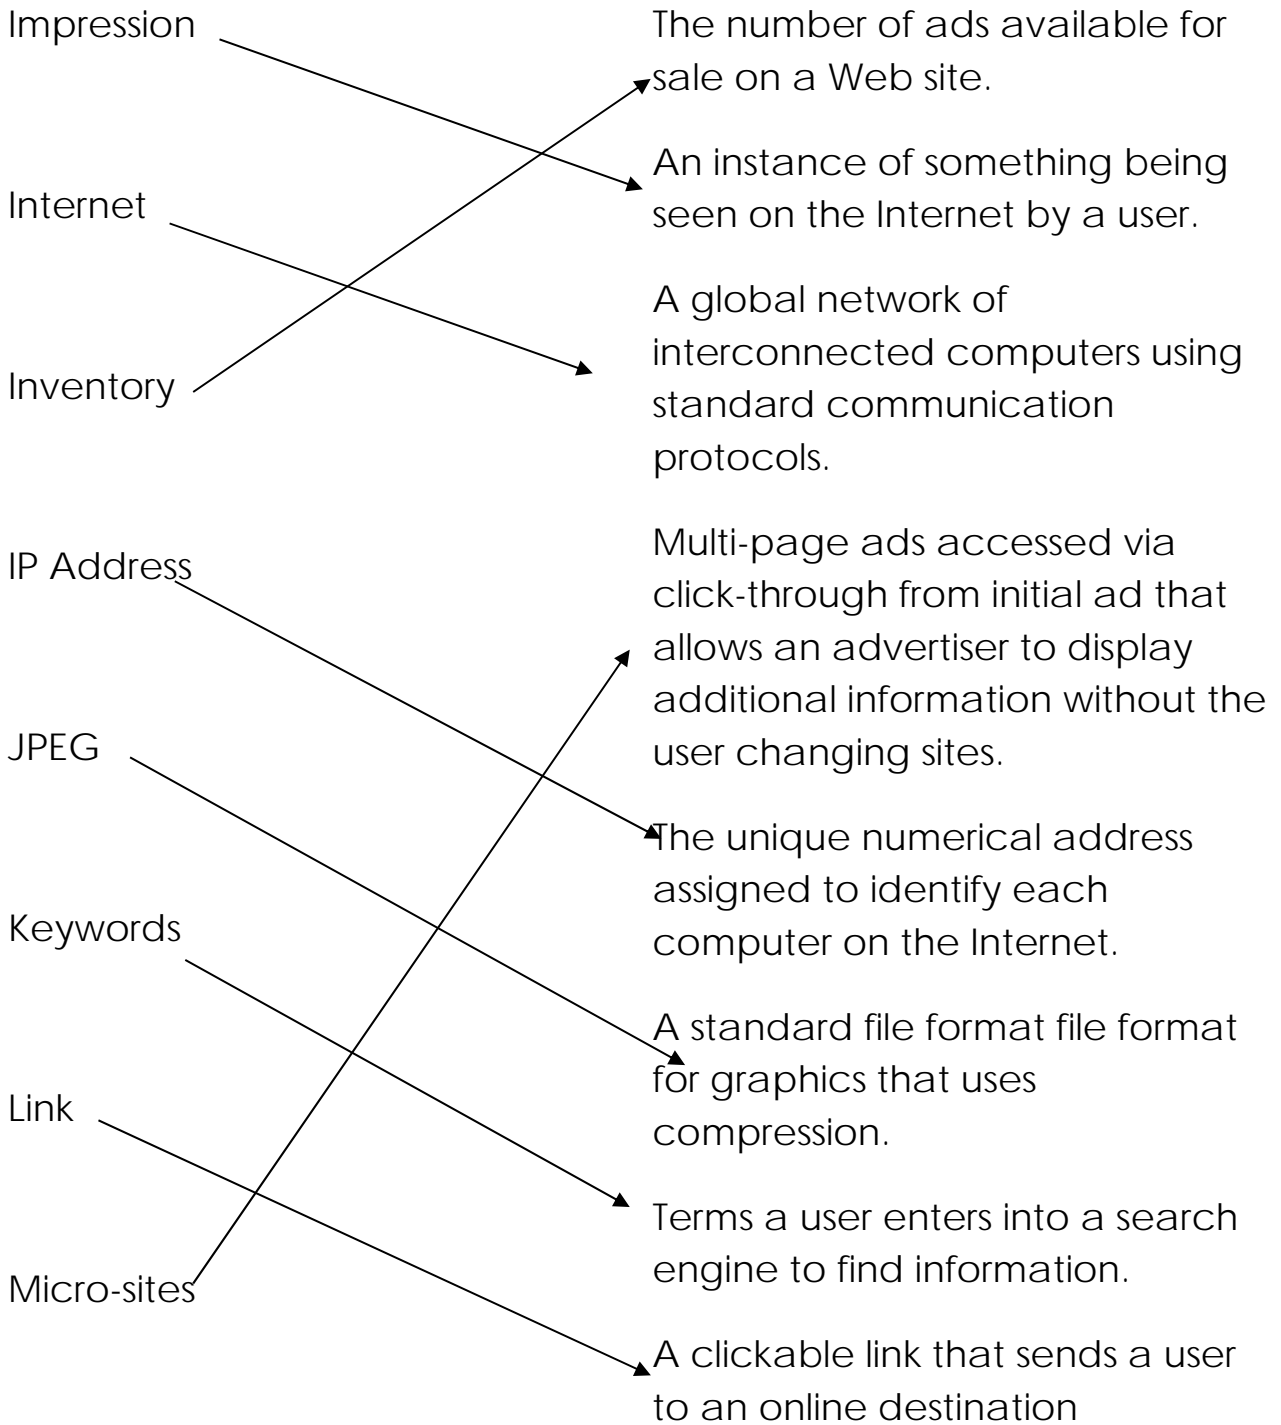 Impression
Internet
Inventory
IP Address
JPEG
Keywords
Link
Micro-sites
The number of ads available for
sale on a Web site.
An instance of something being
seen on the Internet by a user.
A global network of
interconnected computers using
standard communication
protocols.
Multi-page ads accessed via
click-through from initial ad that
allows an advertiser to display
additional information without the
user changing sites.
The unique numerical address
assigned to identify each
computer on the Internet.
A standard file format file format
for graphics that uses
compression.
Terms a user enters into a search
engine to find information.
A clickable link that sends a user
to an online destination